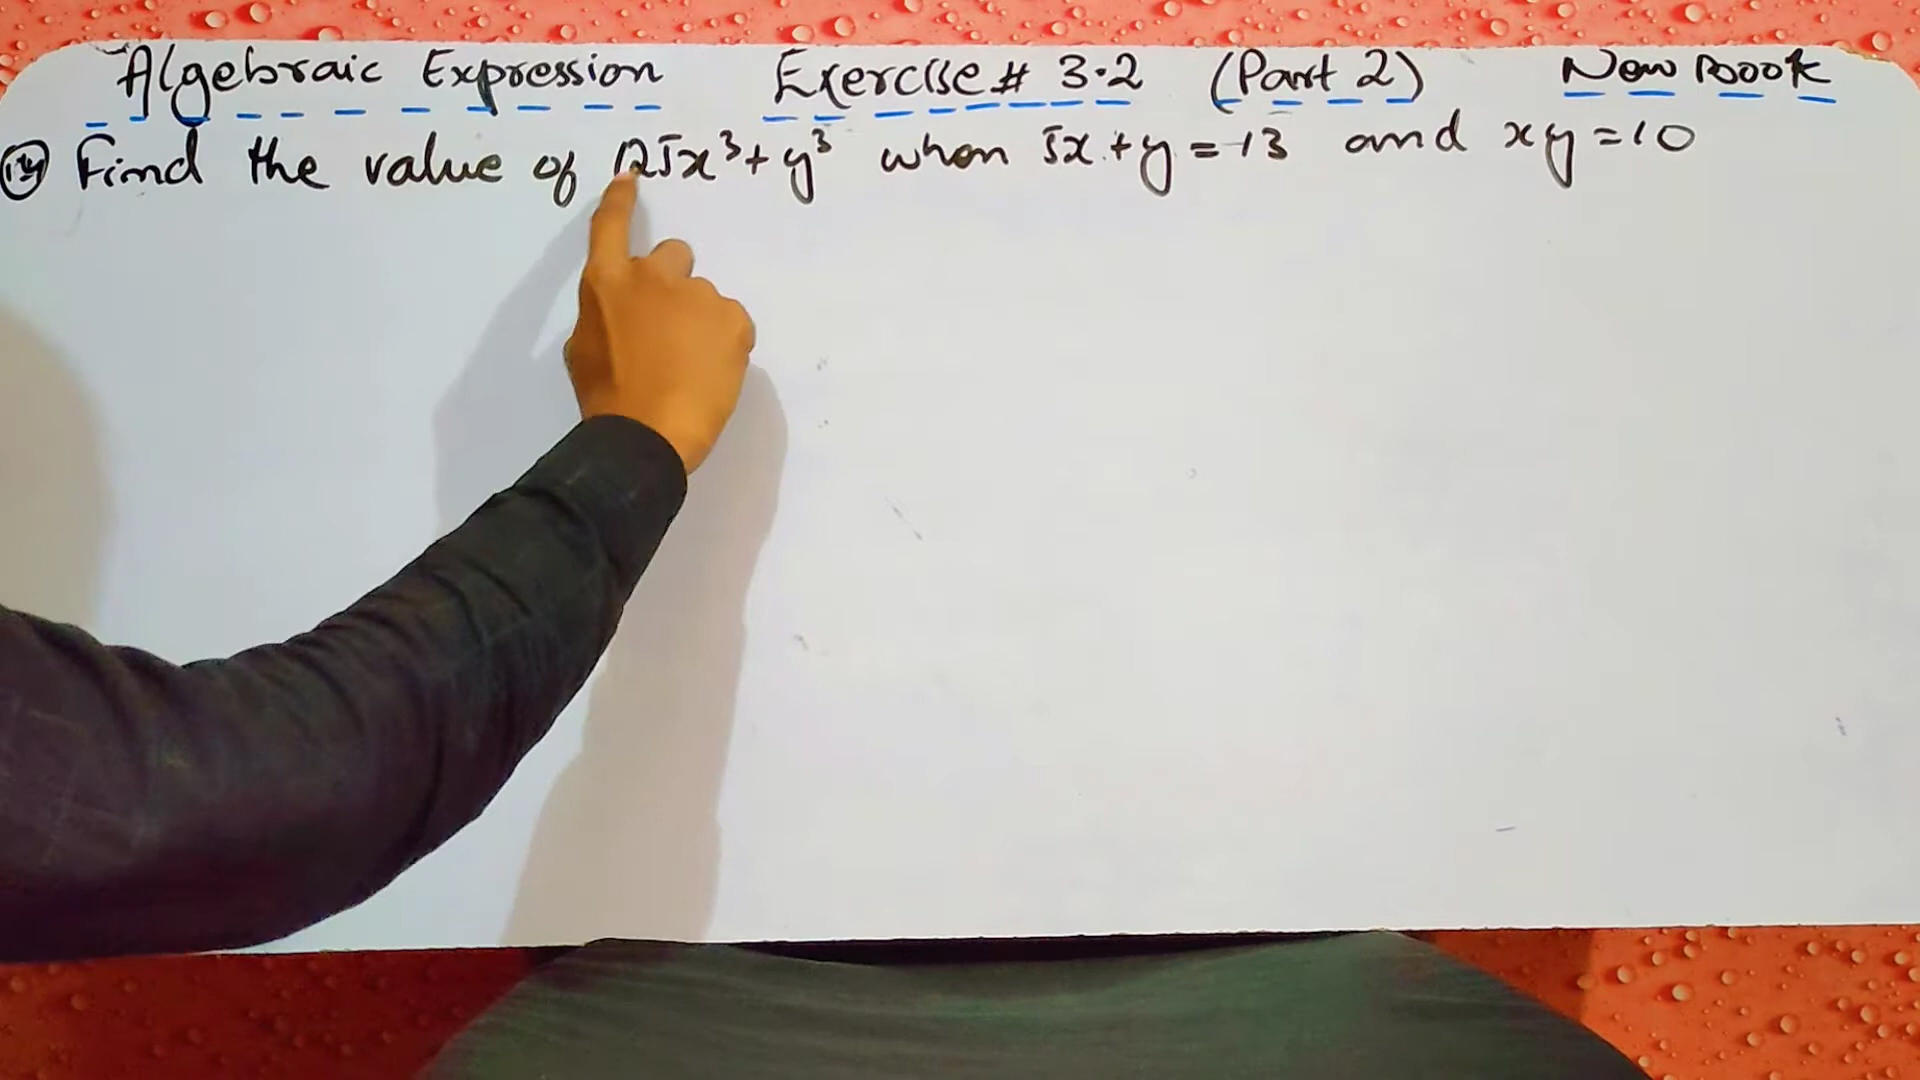 Algebraic Expression Exercise # 3.2 (Part 2) New Book
14 Find the value of 125x³ + y³ when 5x + y = 13 and xy = 10